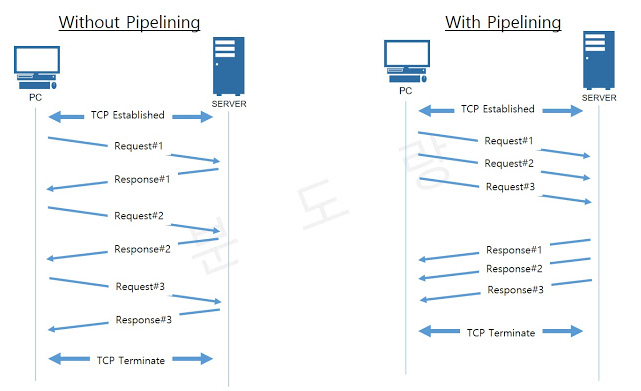 Without Pipelining
PC
SERVER
TCP Established
Request#1
Response#1
Request#2
Response#2
Request#3
Response#3
TCP Terminate
With Pipelining
PC
SERVER
TCP Established
Request#1
Request#2
Request#3
Response#1
Response#2
Response#3
TCP Terminate
분도량